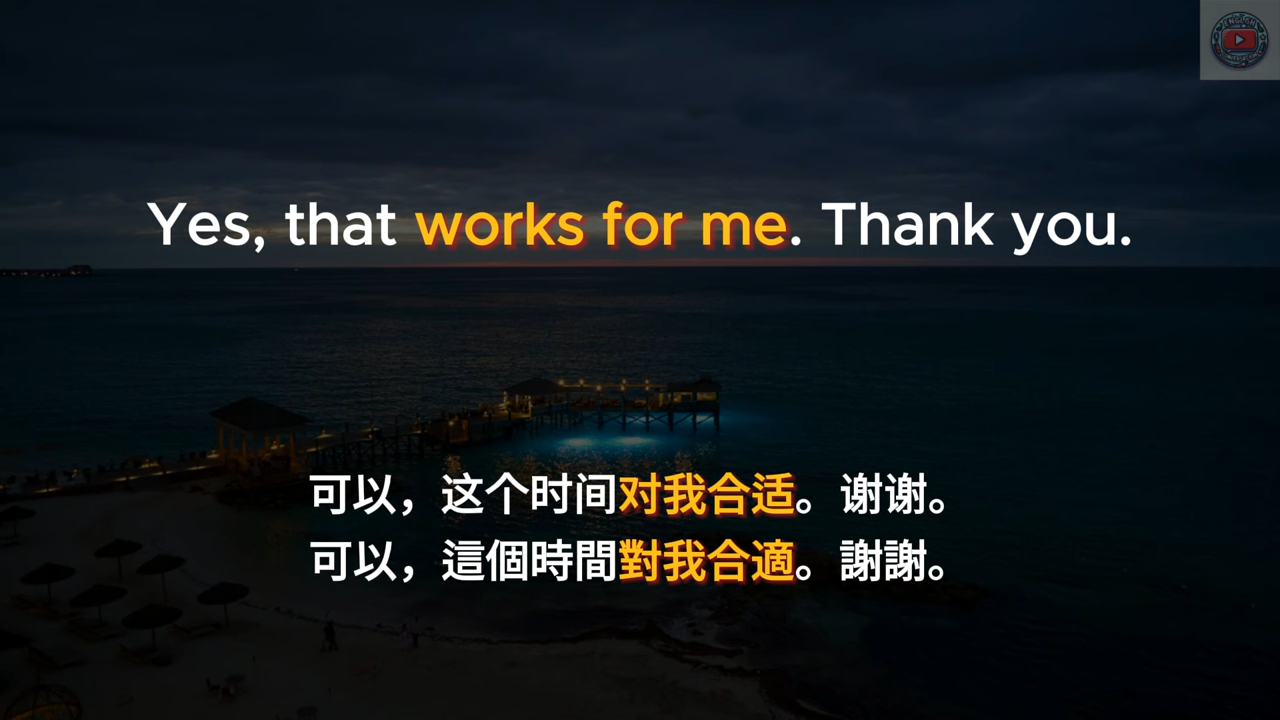 Yes, that works for me. Thank you.
可以，这个时间对我合适。谢谢。
可以，這個時間對我合適。謝謝。